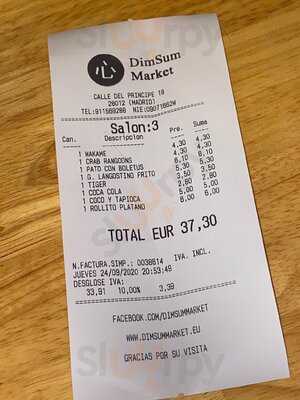 心
DimSum
Market
CALLE DEL PRINCIPE 18
28012 (MADRID)
Salon:3
Can. Descripcion Pre. Suma
1 WAKAME 4,30 4,30
1 CRAB RANGOONS 4,30 4,30
1 PATO CON BOLETUS 6,10 6,10
1 G. LANGOSTINO FRITO 5,30 5,30
1 TIGER 3,50 3,50
1 COCA COLA 2,80 2,80
1 COCO Y TAPIOCA 5,00 5,00
1 ROLLITO PLATANO 6,00 6,00
TOTAL EUR 37,30
N.FACTURA.SIMP.: 0038614 IVA. INCL.
JUEVES 24/09/2020 20:53:49
DESGLOSE IVA:
33,91 10,00% 3,39
FACEBOOK.COM/DIMSUMMARKET
WWW.DIMSUMMARKET.EU
GRACIAS POR SU VISITA